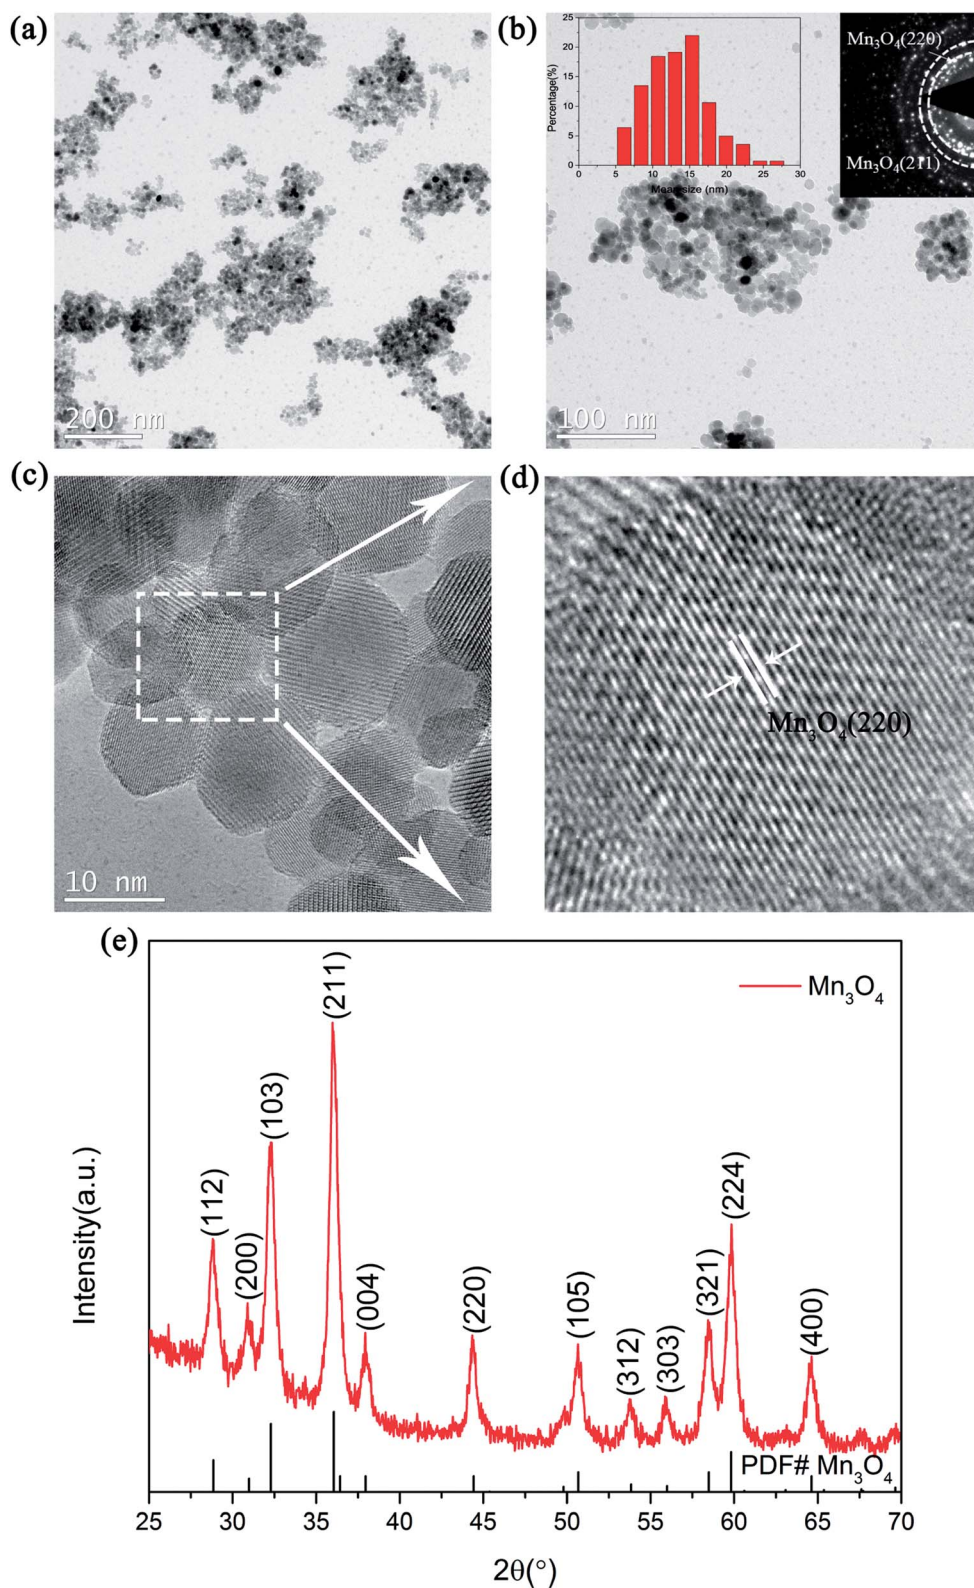 (a)
200 nm
(b)
Percentage(%)
25
20
15
10
5
0
0
5
10
15
20
25
30
Mean size (nm)
Mn₃O₄(220)
Mn₃O₄(211)
100 nm
(c)
10 nm
(d)
Mn₃O₄(220)
(e)
Intensity(a.u.)
Mn₃O₄
(112)
(200)
(103)
(211)
(004)
(220)
(105)
(312)
(303)
(321)
(224)
(400)
PDF# Mn₃O₄
25
30
35
40
45
50
55
60
65
70
2θ(°)